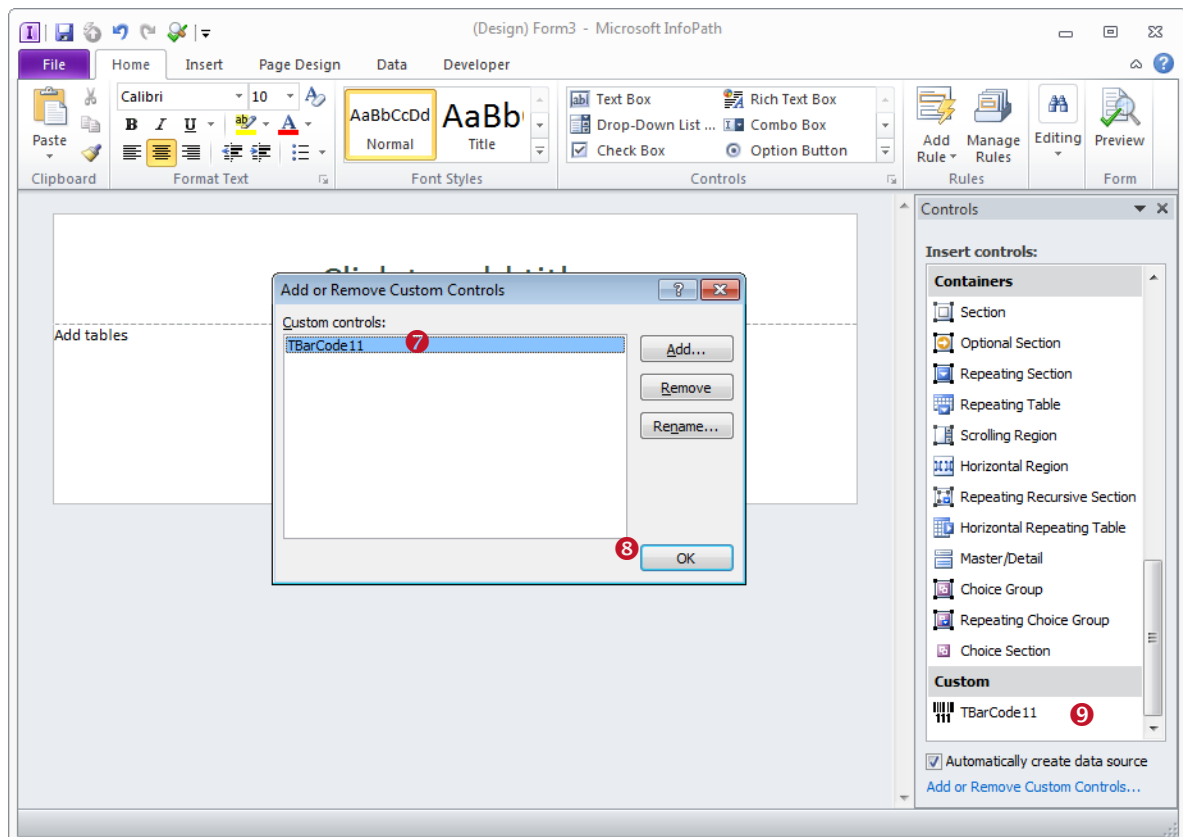 (Design) Form3 - Microsoft InfoPath
File Home Insert Page Design Data Developer
Calibri 10
AaBbCcDd AaBb
Text Box Rich Text Box
Drop-Down List ... Combo Box
Check Box Option Button
Paste
B I U ab A
Normal Title
Add Rule Manage Rules Editing Preview
Clipboard Format Text Font Styles Controls Rules Form
Controls
Insert controls:
Containers
Section
Optional Section
Repeating Section
Repeating Table
Scrolling Region
Horizontal Region
Repeating Recursive Section
Horizontal Repeating Table
Master/Detail
Choice Group
Repeating Choice Group
Choice Section
Custom
TBarCode11 9
Automatically create data source
Add or Remove Custom Controls...
Add tables
Add or Remove Custom Controls
Custom controls:
TBarCode11 7
Add...
Remove
Rename...
8 OK